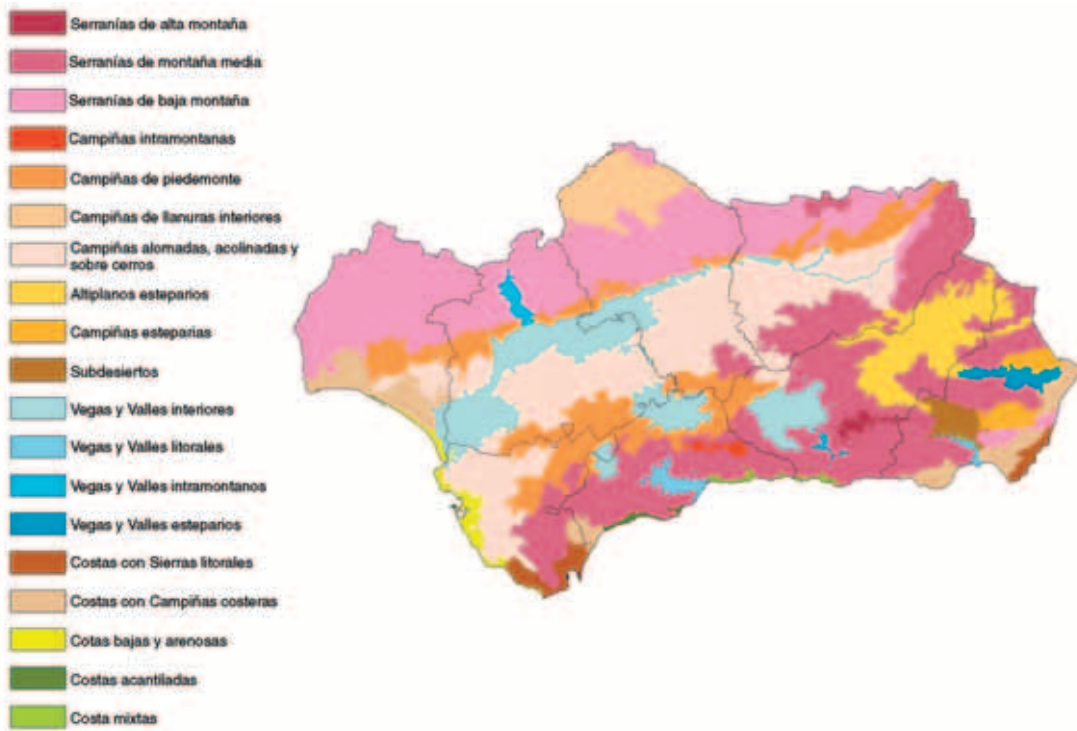 Serranías de alta montaña
Serranías de montaña media
Serranías de baja montaña
Campiñas intramontanas
Campiñas de piedemonte
Campiñas de llanuras interiores
Campiñas alomadas, acolinadas y
sobre cerros
Altiplanos esteparios
Campiñas esteparias
Subdesiertos
Vegas y Valles interiores
Vegas y Valles litorales
Vegas y Valles intramontanos
Vegas y Valles esteparios
Costas con Sierras litorales
Costas con Campiñas costeras
Cotas bajas y arenosas
Costas acantiladas
Costa mixtas